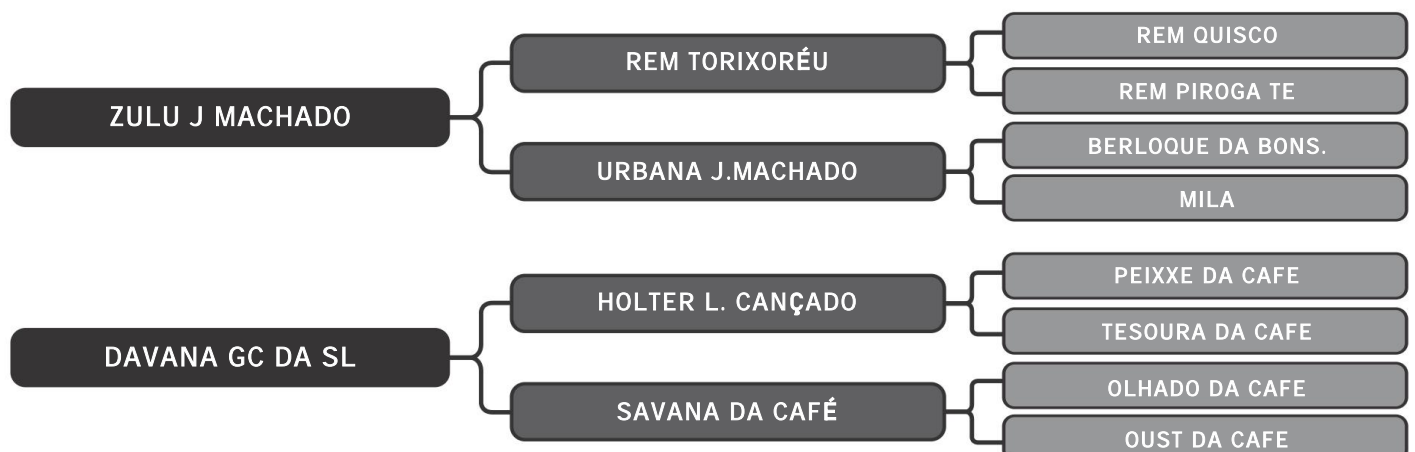 ZULU J MACHADO
REM TORIXORÉU
URBANA J.MACHADO
REM QUISCO
REM PIROGA TE
BERLOQUE DA BONS.
MILA
DAVANA GC DA SL
HOLTER L. CANÇADO
SAVANA DA CAFÉ
PEIXXE DA CAFE
TESOURA DA CAFE
OLHADO DA CAFE
OUST DA CAFE